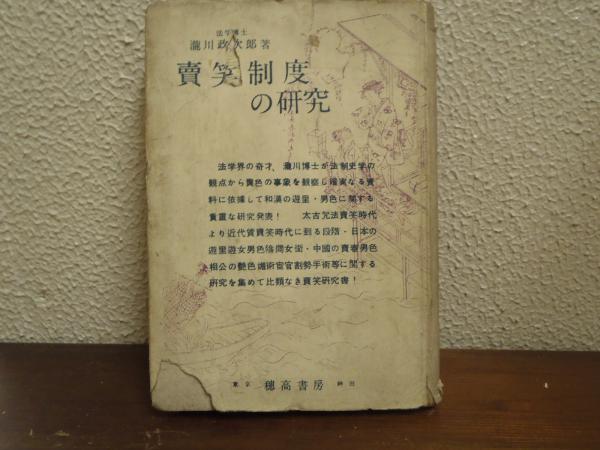 法学博士
瀧川政次郎著
賣笑制度
の研究
法学界の奇才、瀧川博士が法制史学の
観点から賣色の事象を観察し確実なる資
料に依據して和漢の遊里・男色に関する
貴重な研究発表! 太古咒法賣笑時代
より近代賃賣笑時代に到る段階・日本の
遊里遊女男色陰間女衒・中國の賣春男色
相公の艶色媚術宦官割勢手術等に関する
研究を集めて比類なき賣笑研究書!
東京 穂高書房 神田